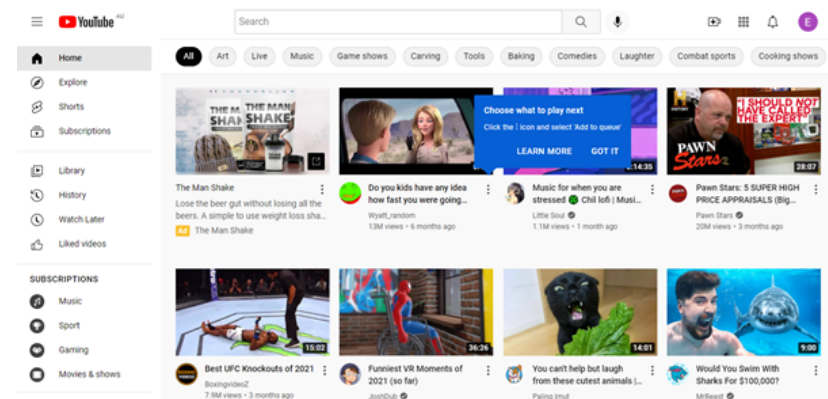 YouTube AU
Search
E
Home
Explore
Shorts
Subscriptions
Library
History
Watch Later
Liked videos
SUBSCRIPTIONS
Music
Sport
Gaming
Movies & shows
All
Art
Live
Music
Game shows
Carving
Tools
Baking
Comedies
Laughter
Combat sports
Cooking shows
THE MAN
SHAKE
THE MAN
SHAKE
The Man Shake
Lose the beer gut without losing all the
beers. A simple to use weight loss sha...
Ad The Man Shake
Do you kids have any idea
how fast you were going...
Wyatt_random
13M views • 6 months ago
Choose what to play next
Click the ⋮ icon and select 'Add to queue'
LEARN MORE
GOT IT
14:35
Music for when you are
stressed Chil lofi | Musi...
Little Soul
1.1M views • 1 month ago
HISTORY
"I SHOULD NOT
HAVE CALLED
THE EXPERT"
PAWN
Stars
28:07
Pawn Stars: 5 SUPER HIGH
PRICE APPRAISALS (Big...
Pawn Stars
20M views • 3 months ago
15:02
Best UFC Knockouts of 2021
BoxingvideoZ
7.9M views • 3 months ago
36:26
Funniest VR Moments of
2021 (so far)
JoshDub
14:01
You can't help but laugh
from these cutest animals |...
Paling Imut
9:00
Would You Swim With
Sharks For $100,000?
MrBeast